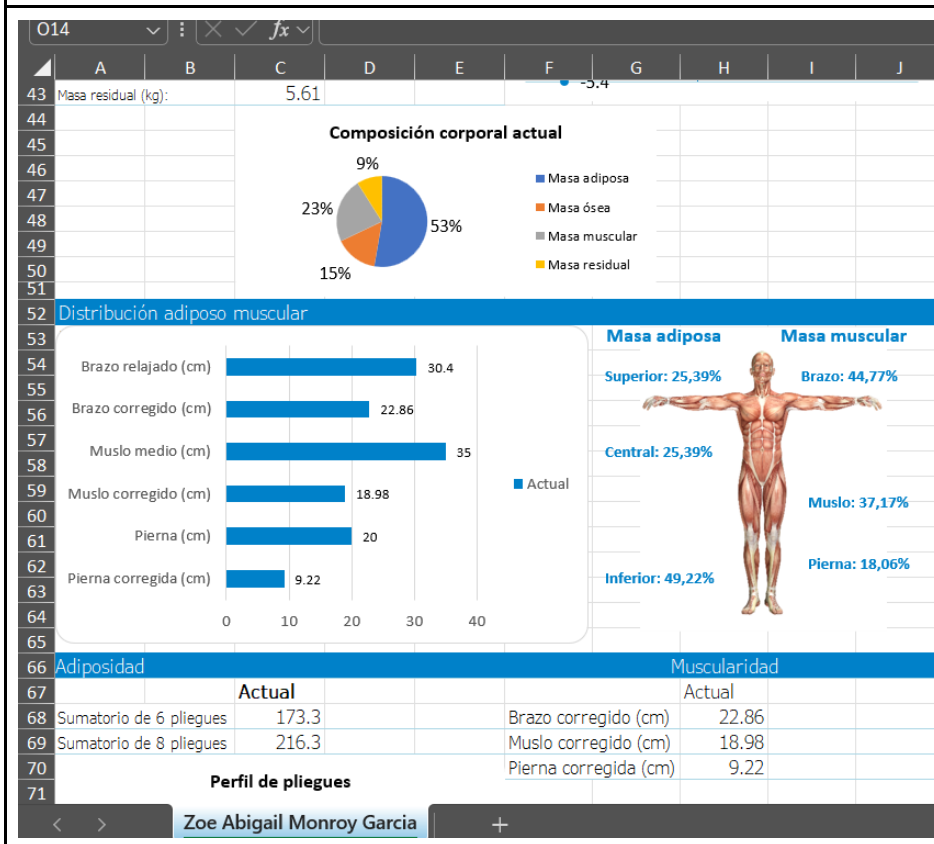 O14
fx
A B C D E F G H I J
43 Masa residual (kg): 5.61
-5.4
44
Composición corporal actual
45
46
47
48
49
50
51
9%
23%
53%
15%
Masa adiposa
Masa ósea
Masa muscular
Masa residual
52 Distribución adiposo muscular
53
54
55
56
57
58
59
60
61
62
63
64
65
Brazo relajado (cm) 30.4
Brazo corregido (cm) 22.86
Muslo medio (cm) 35
Muslo corregido (cm) 18.98
Pierna (cm) 20
Pierna corregida (cm) 9.22
0 10 20 30 40
Actual
Masa adiposa Masa muscular
Superior: 25,39% Brazo: 44,77%
Central: 25,39%
Muslo: 37,17%
Pierna: 18,06%
Inferior: 49,22%
66 Adiposidad Muscularidad
67 Actual Actual
68 Sumatorio de 6 pliegues 173.3 Brazo corregido (cm) 22.86
69 Sumatorio de 8 pliegues 216.3 Muslo corregido (cm) 18.98
70 Pierna corregida (cm) 9.22
71 Perfil de pliegues
Zoe Abigail Monroy Garcia